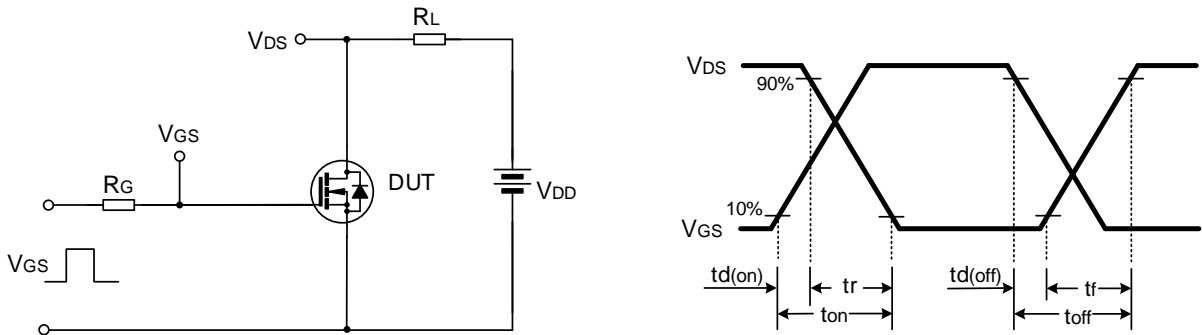 VDS
RL
VGS
RG
DUT
VDD
VGS
VDS
90%
10%
VGS
td(on)
tr
ton
td(off)
tf
toff